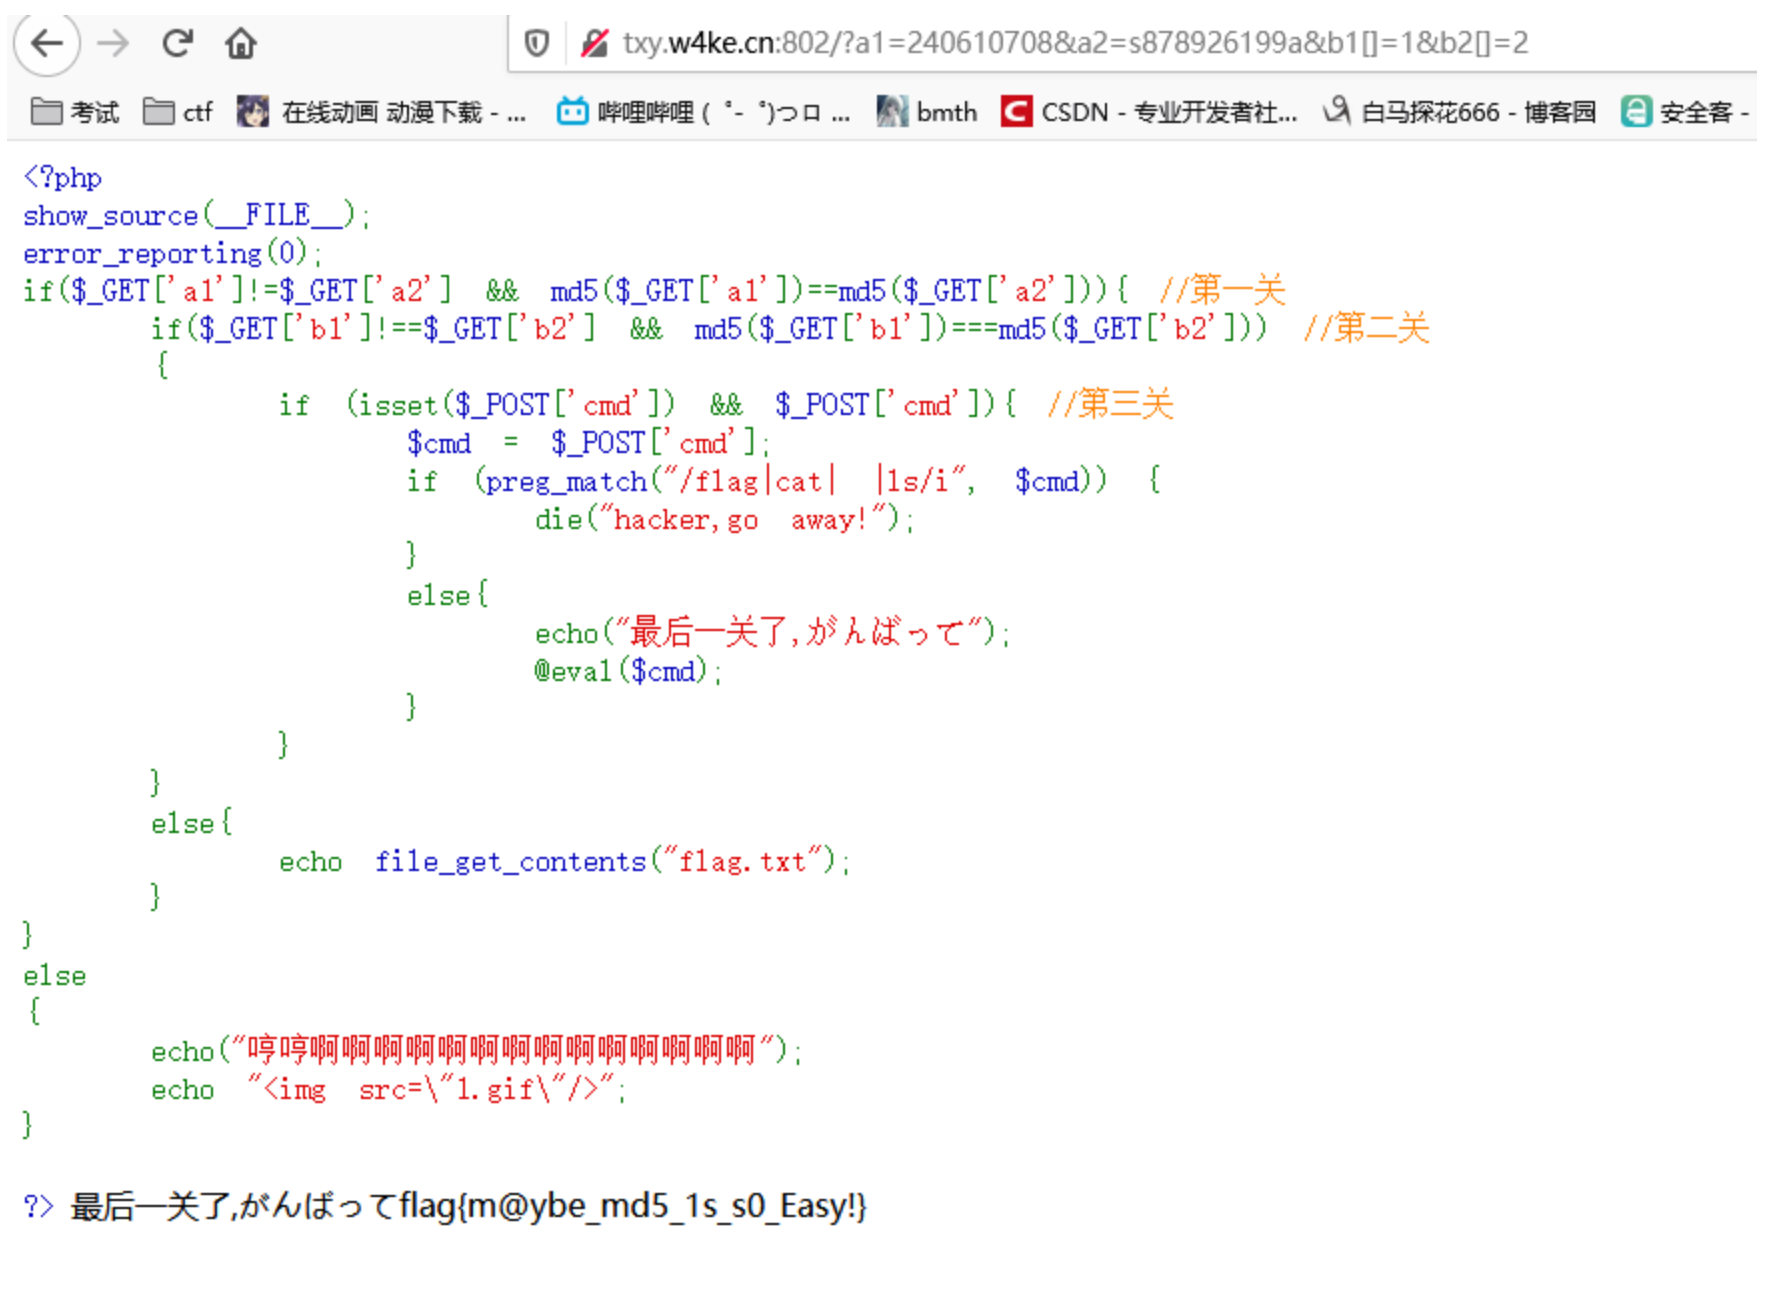 txy.w4ke.cn:802/?a1=240610708&a2=s878926199a&b1[]=1&b2[]=2
考试 ctf 在线动画 动漫下载 - ... 哔哩哔哩 ( ゜- ゜)つロ ... bmth CSDN - 专业开发者社... 白马探花666 - 博客园 安全客 -
<?php
show_source(__FILE__);
error_reporting(0);
if($_GET['a1']!=$_GET['a2'] && md5($_GET['a1'])==md5($_GET['a2'])){ //第一关
if($_GET['b1']!==$_GET['b2'] && md5($_GET['b1'])===md5($_GET['b2'])) //第二关
{
if (isset($_POST['cmd']) && $_POST['cmd']){ //第三关
$cmd = $_POST['cmd'];
if (preg_match("/flag|cat| |ls/i", $cmd)) {
die("hacker,go away!");
}
else{
echo("最后一关了,がんばって");
@eval($cmd);
}
}
}
else{
echo file_get_contents("flag.txt");
}
}
else
{
echo("哼哼啊啊啊啊啊啊啊啊啊啊啊啊啊啊");
echo "<img src=\"1.gif\"/>";
}
?> 最后一关了,がんばってflag{m@ybe_md5_1s_s0_Easy!}